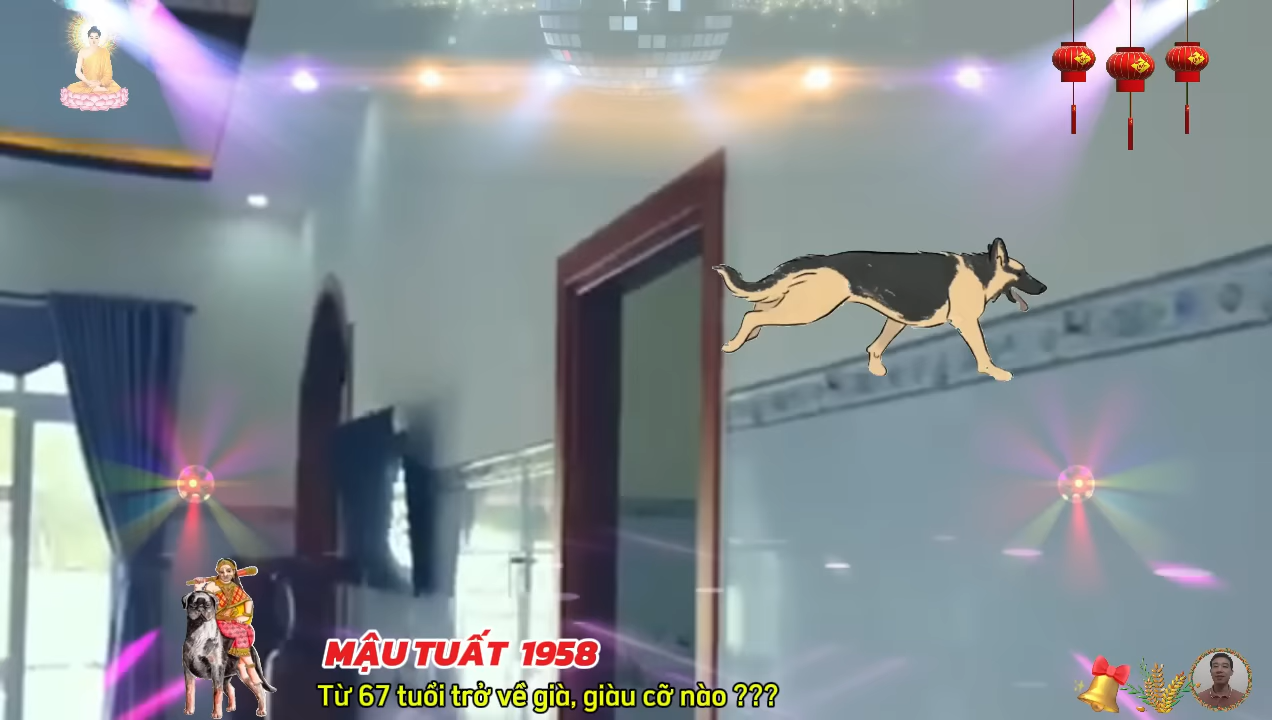 MẬU TUẤT 1958
Từ 67 tuổi trở về già, giàu cỡ nào ???